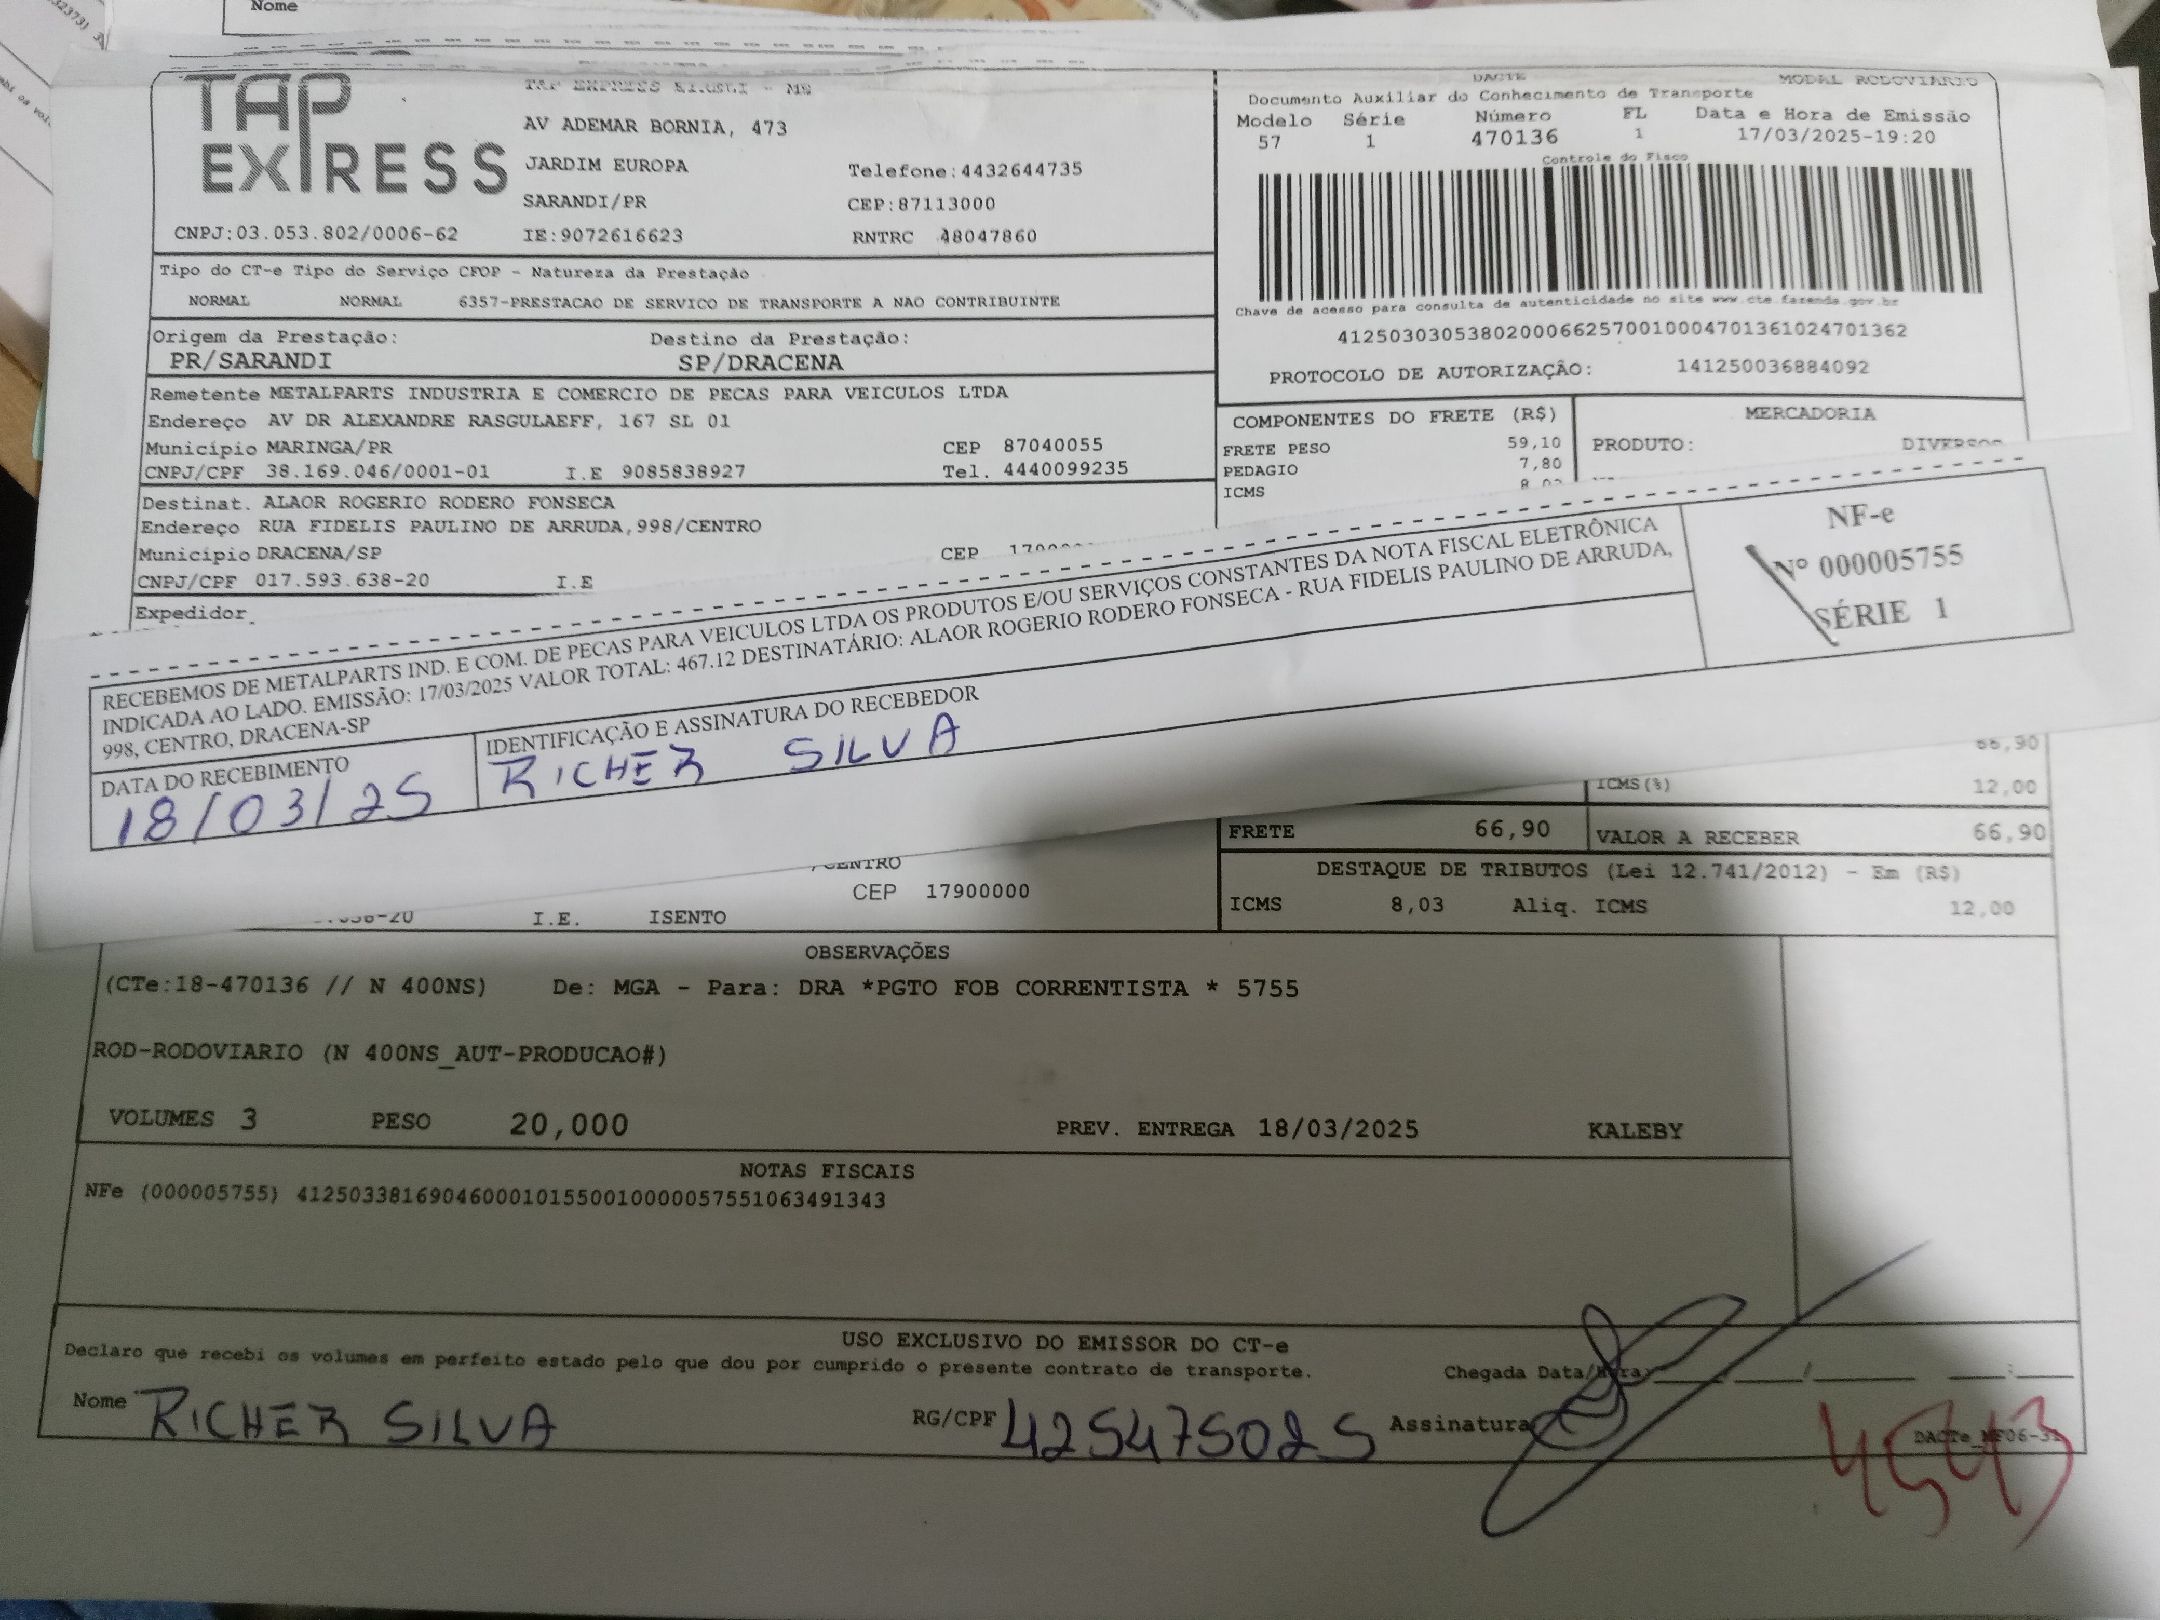 Nome
TAP EXPRESS
TAP EXPRESS EIRELI - ME
AV ADEMAR BORNIA, 473
JARDIM EUROPA Telefone:4432644735
SARANDI/PR CEP:87113000
CNPJ:03.053.802/0006-62 IE:9072616623 RNTRC 48047860
DACTE MODAL RODOVIÁRIO
Documento Auxiliar do Conhecimento de Transporte
Modelo Série Número FL Data e Hora de Emissão
57 1 470136 1 17/03/2025-19:20
Controle do Fisco
Chave de acesso para consulta de autenticidade no site www.cte.fazenda.gov.br
41250303053802000662570010004701361024701362
PROTOCOLO DE AUTORIZAÇÃO: 141250036884092
Tipo do CT-e Tipo do Serviço CFOP - Natureza da Prestação
NORMAL NORMAL 6357-PRESTACAO DE SERVICO DE TRANSPORTE A NAO CONTRIBUINTE
Origem da Prestação: Destino da Prestação:
PR/SARANDI SP/DRACENA
Remetente METALPARTS INDUSTRIA E COMERCIO DE PECAS PARA VEICULOS LTDA
Endereço AV DR ALEXANDRE RASGULAEFF, 167 SL 01
Município MARINGA/PR CEP 87040055
CNPJ/CPF 38.169.046/0001-01 I.E 9085838927 Tel. 4440099235
COMPONENTES DO FRETE (R$) MERCADORIA
FRETE PESO 59,10 PRODUTO: DIVERSOS
PEDAGIO 7,80
ICMS 8,03
Destinat. ALAOR ROGERIO RODERO FONSECA
Endereço RUA FIDELIS PAULINO DE ARRUDA,998/CENTRO
Município DRACENA/SP CEP
CNPJ/CPF 017.593.638-20 I.E
Expedidor
RECEBEMOS DE METALPARTS IND. E COM. DE PECAS PARA VEICULOS LTDA OS PRODUTOS E/OU SERVIÇOS CONSTANTES DA NOTA FISCAL ELETRÔNICA
INDICADA AO LADO. EMISSÃO: 17/03/2025 VALOR TOTAL: 467.12 DESTINATÁRIO: ALAOR ROGERIO RODERO FONSECA - RUA FIDELIS PAULINO DE ARRUDA,
998, CENTRO, DRACENA-SP
NF-e
Nº 000005755
SÉRIE 1
DATA DO RECEBIMENTO IDENTIFICAÇÃO E ASSINATURA DO RECEBEDOR
18/03/25 RICHER SILVA
66,90
ICMS(%) 12,00
FRETE 66,90 VALOR A RECEBER 66,90
DESTAQUE DE TRIBUTOS (Lei 12.741/2012) - Em (R$)
ICMS 8,03 Aliq. ICMS 12,00
/CENTRO
CEP 17900000
-20 I.E. ISENTO
OBSERVAÇÕES
(CTe:18-470136 // N 400NS) De: MGA - Para: DRA *PGTO FOB CORRENTISTA * 5755
ROD-RODOVIARIO (N 400NS_AUT-PRODUCAO#)
VOLUMES 3 PESO 20,000 PREV. ENTREGA 18/03/2025 KALEBY
NOTAS FISCAIS
NFe (000005755) 41250338169046000101550010000057551063491343
USO EXCLUSIVO DO EMISSOR DO CT-e
Declaro que recebi os volumes em perfeito estado pelo que dou por cumprido o presente contrato de transporte. Chegada Data/Hora: / / :
Nome RICHER SILVA RG/CPF 425475025 Assinatura
4543